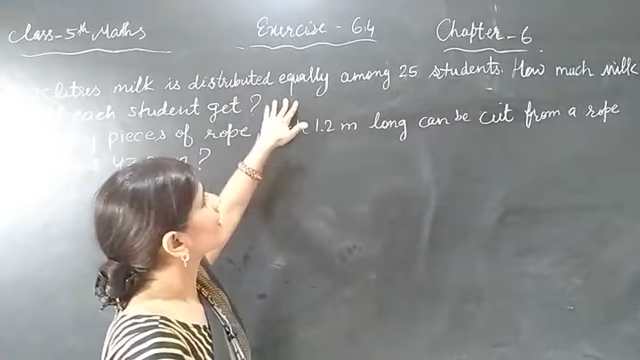 Class-5th Maths Exercise-6.4 Chapter-6
litres milk is distributed equally among 25 students. How much milk
each student get?
pieces of rope 1.2 m long can be cut from a rope
?